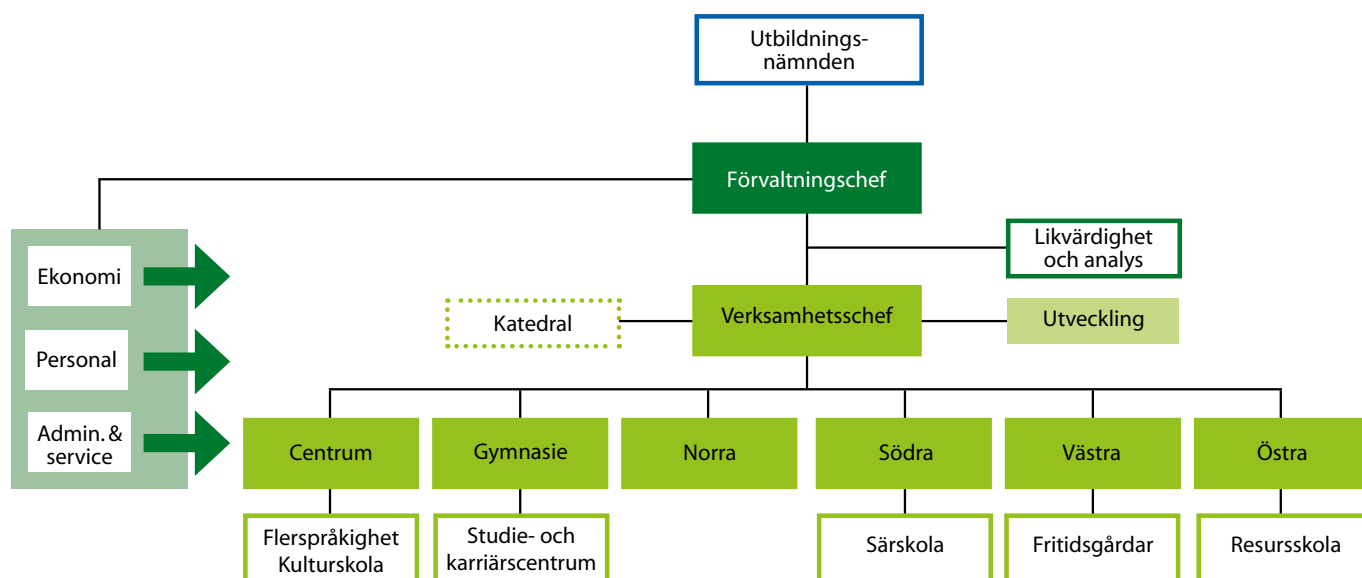 Utbildnings-
nämnden
Förvaltningschef
Likvärdighet
och analys
Ekonomi
Katedral
Verksamhetsschef
Utveckling
Personal
Admin. &
service
Centrum
Gymnasie
Norra
Södra
Västra
Östra
Flerspråkighet
Kulturskola
Studie- och
karriärscentrum
Särskola
Fritidsgårdar
Resursskola